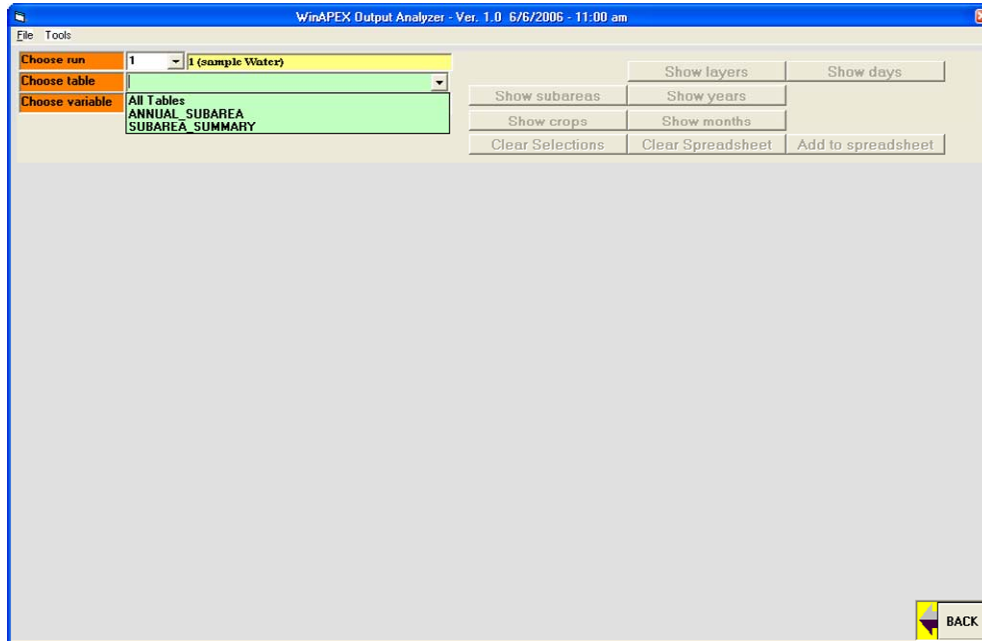 WinAPEX Output Analyzer - Ver. 1.0 6/6/2006 - 11:00 am
File Tools
Choose run 1 1 (sample Water)
Choose table
Choose variable
All Tables
ANNUAL_SUBAREA
SUBAREA_SUMMARY
Show layers Show days
Show subareas Show years
Show crops Show months
Clear Selections Clear Spreadsheet Add to spreadsheet
BACK